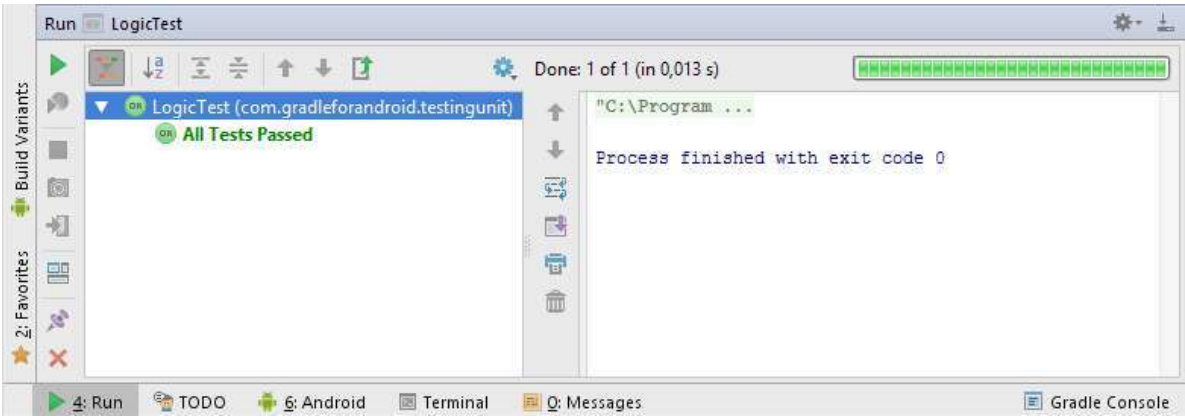 Run LogicTest
Done: 1 of 1 (in 0,013 s)
LogicTest (com.gradleforandroid.testingunit)
OK All Tests Passed
"C:\Program ...
Process finished with exit code 0
Build Variants
2: Favorites
4: Run TODO 6: Android Terminal 0: Messages Gradle Console